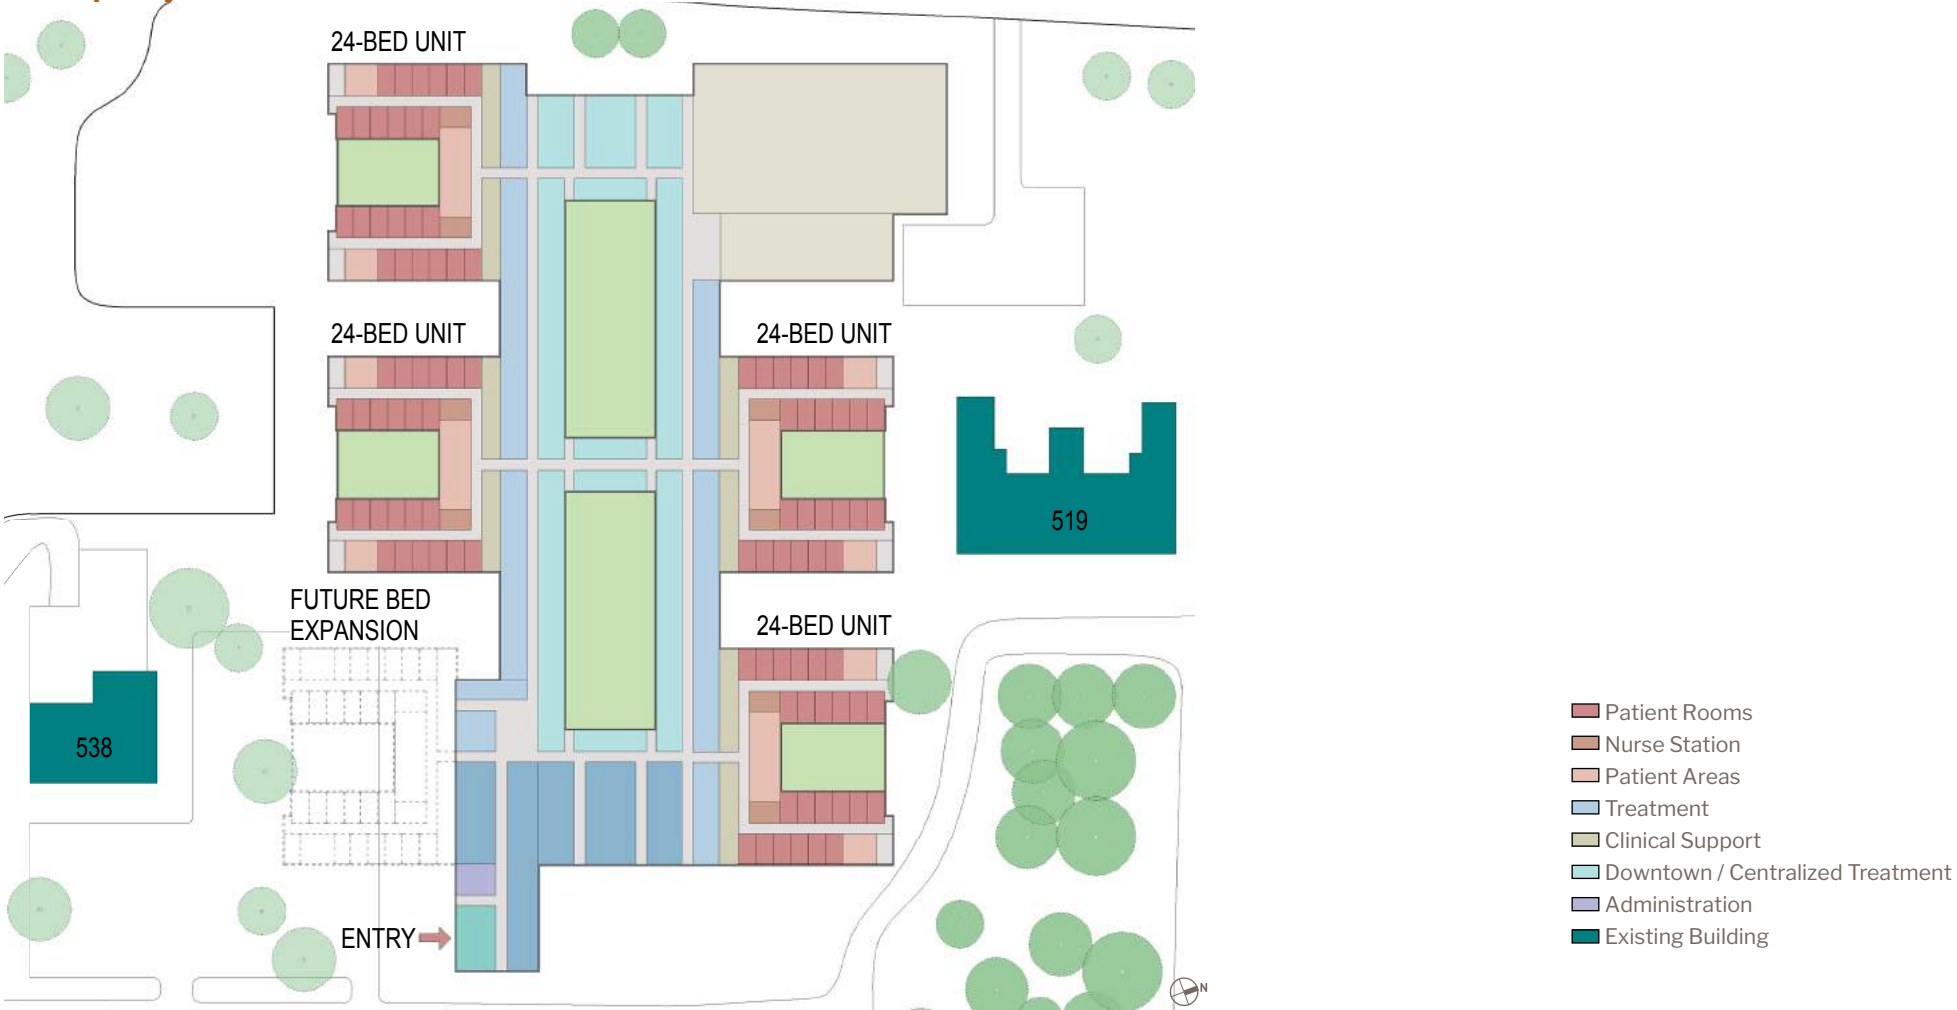 24-BED UNIT
24-BED UNIT
24-BED UNIT
519
FUTURE BED
EXPANSION
24-BED UNIT
538
ENTRY
N
Patient Rooms
Nurse Station
Patient Areas
Treatment
Clinical Support
Downtown / Centralized Treatment
Administration
Existing Building